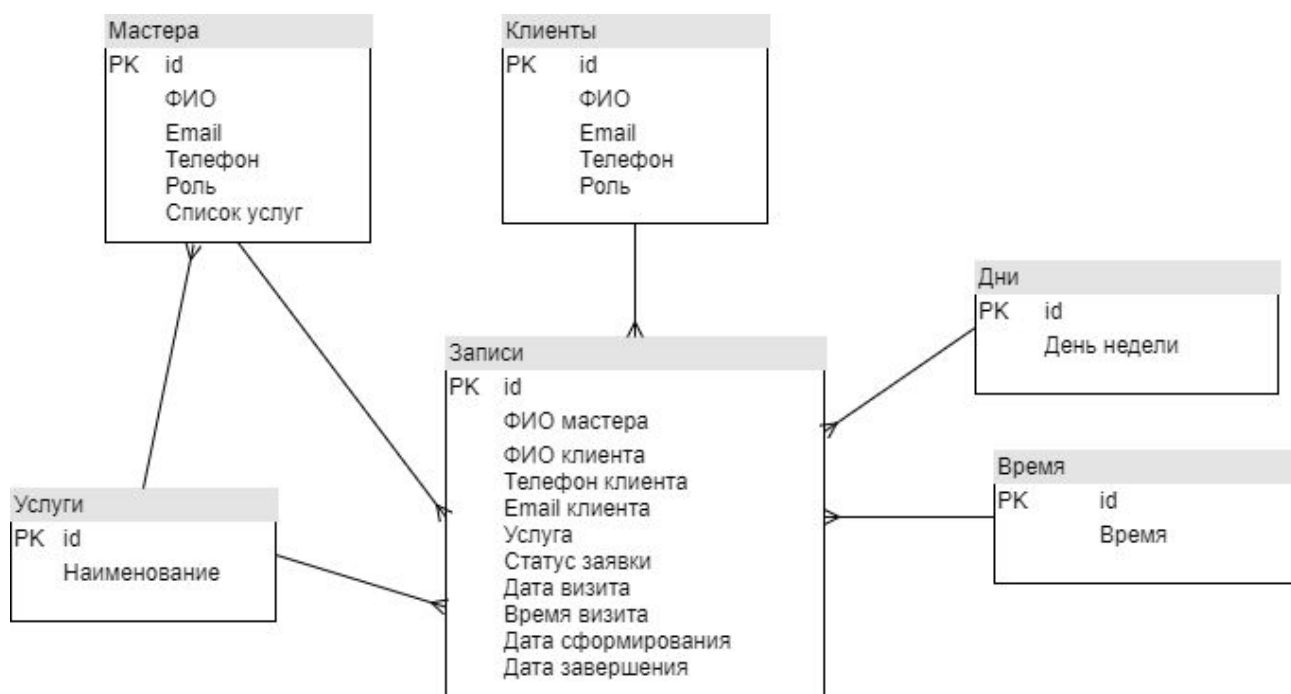 Мастера
PK id
ФИО
Email
Телефон
Роль
Список услуг
Клиенты
PK id
ФИО
Email
Телефон
Роль
Дни
PK id
День недели
Записи
PK id
ФИО мастера
ФИО клиента
Телефон клиента
Email клиента
Услуга
Статус заявки
Дата визита
Время визита
Дата сформирования
Дата завершения
Время
PK id
Время
Услуги
PK id
Наименование